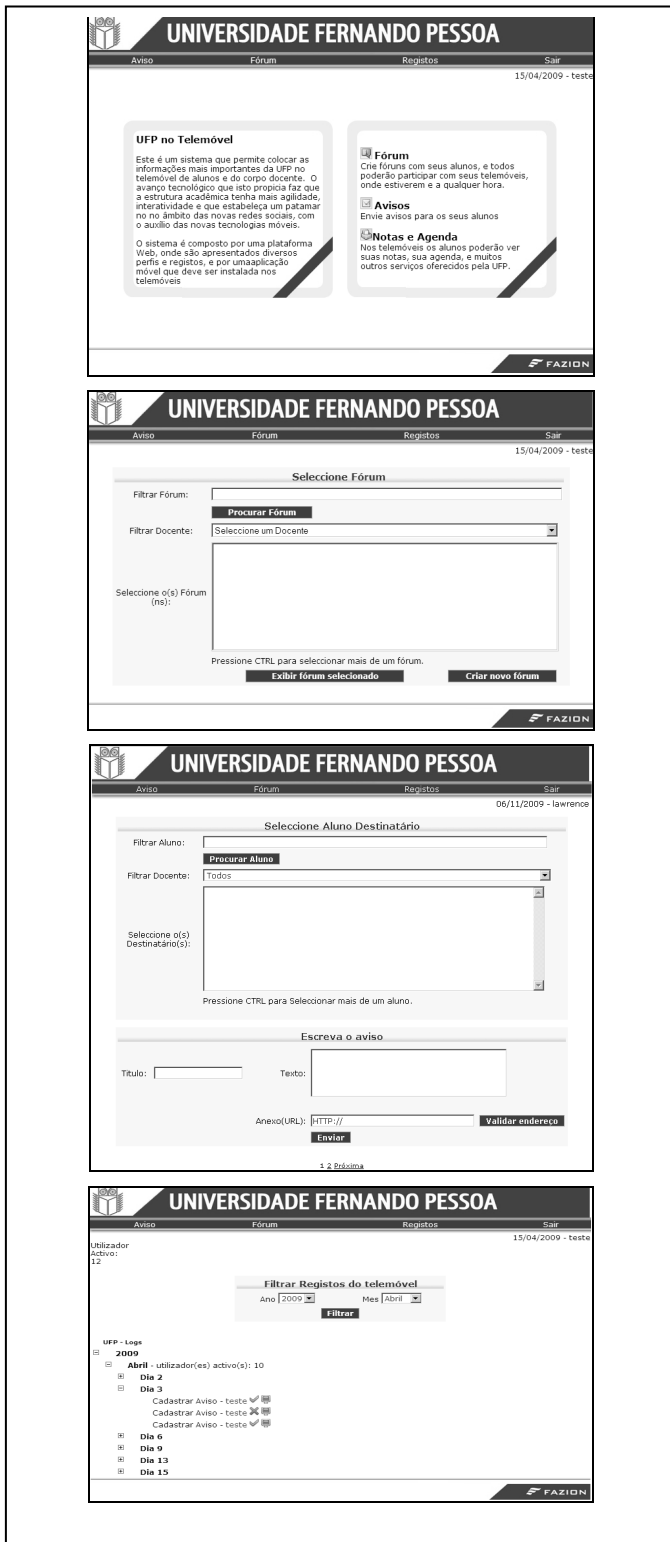 UNIVERSIDADE FERNANDO PESSOA
Aviso Fórum Registos Sair
15/04/2009 - teste
UFP no Telemóvel
Este é um sistema que permite colocar as
informações mais importantes da UFP no
telemóvel de alunos e do corpo docente. O
avanço tecnológico que isto propicia faz que
a estrutura acadêmica tenha mais agilidade,
interatividade e que estabeleça um patamar
no no âmbito das novas redes sociais, com
o auxílio das novas tecnologias móveis.
O sistema é composto por uma plataforma
Web, onde são apresentados diversos
perfis e registos, e por umaaplicação
móvel que deve ser instalada nos
telemóveis
Fórum
Crie fóruns com seus alunos, e todos
poderão participar com seus telemóveis,
onde estiverem e a qualquer hora.
Avisos
Envie avisos para os seus alunos
Notas e Agenda
Nos telemóveis os alunos poderão ver
suas notas, sua agenda, e muitos
outros serviços oferecidos pela UFP.
FAZION
UNIVERSIDADE FERNANDO PESSOA
Aviso Fórum Registos Sair
15/04/2009 - teste
Seleccione Fórum
Filtrar Fórum:
Procurar Fórum
Filtrar Docente: Seleccione um Docente
Seleccione o(s) Fórum
(ns):
Pressione CTRL para seleccionar mais de um fórum.
Exibir fórum selecionado Criar novo fórum
FAZION
UNIVERSIDADE FERNANDO PESSOA
Aviso Fórum Registos Sair
06/11/2009 - lawrence
Seleccione Aluno Destinatário
Filtrar Aluno:
Procurar Aluno
Filtrar Docente: Todos
Seleccione o(s)
Destinatário(s):
Pressione CTRL para Seleccionar mais de um aluno.
Escreva o aviso
Titulo: Texto:
Anexo(URL): HTTP:// Validar endereço
Enviar
1 2 Próxima
UNIVERSIDADE FERNANDO PESSOA
Aviso Fórum Registos Sair
15/04/2009 - teste
Utilizador
Activo:
12
Filtrar Registos do telemóvel
Ano 2009 Mes Abril
Filtrar
UFP - Logs
2009
Abril - utilizador(es) activo(s): 10
Dia 2
Dia 3
Cadastrar Aviso - teste
Cadastrar Aviso - teste
Cadastrar Aviso - teste
Dia 6
Dia 9
Dia 13
Dia 15
FAZION